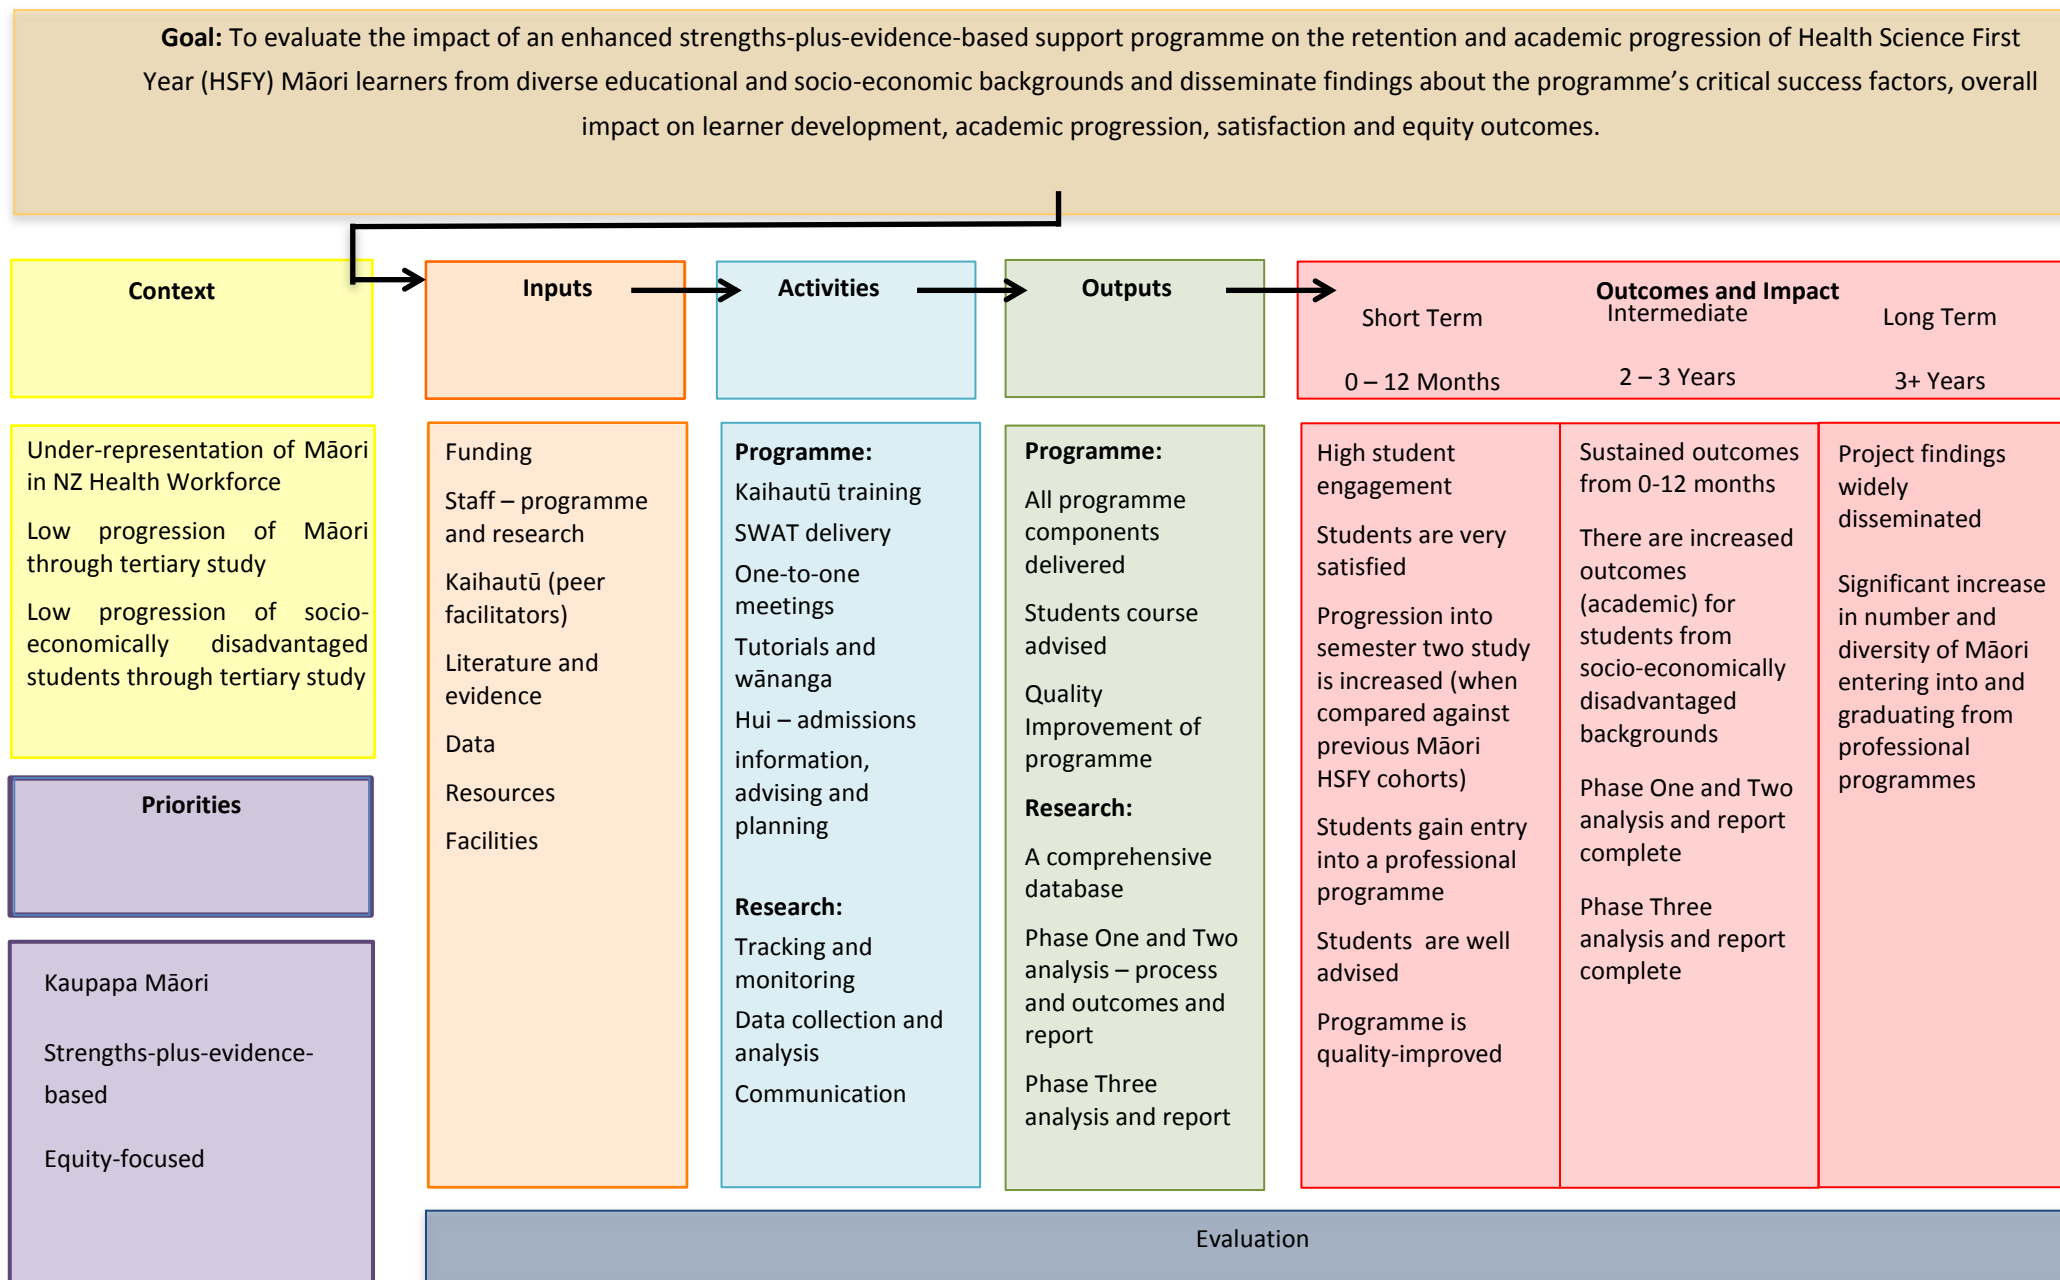 Goal: To evaluate the impact of an enhanced strengths-plus-evidence-based support programme on the retention and academic progression of Health Science First
Year (HSFY) Māori learners from diverse educational and socio-economic backgrounds and disseminate findings about the programme’s critical success factors, overall
impact on learner development, academic progression, satisfaction and equity outcomes.
Context
Under-representation of Māori
in NZ Health Workforce
Low progression of Māori
through tertiary study
Low progression of socio-
economically disadvantaged
students through tertiary study
Priorities
Kaupapa Māori
Strengths-plus-evidence-
based
Equity-focused
Inputs
Funding
Staff – programme
and research
Kaihautū (peer
facilitators)
Literature and
evidence
Data
Resources
Facilities
Activities
Programme:
Kaihautū training
SWAT delivery
One-to-one
meetings
Tutorials and
wānanga
Hui – admissions
information,
advising and
planning
Research:
Tracking and
monitoring
Data collection and
analysis
Communication
Outputs
Programme:
All programme
components
delivered
Students course
advised
Quality
Improvement of
programme
Research:
A comprehensive
database
Phase One and Two
analysis – process
and outcomes and
report
Phase Three
analysis and report
Outcomes and Impact
Short Term
0 – 12 Months
High student
engagement
Students are very
satisfied
Progression into
semester two study
is increased (when
compared against
previous Māori
HSFY cohorts)
Students gain entry
into a professional
programme
Students  are well
advised
Programme is
quality-improved
Intermediate
2 – 3 Years
Sustained outcomes
from 0-12 months
There are increased
outcomes
(academic) for
students from
socio-economically
disadvantaged
backgrounds
Phase One and Two
analysis and report
complete
Phase Three
analysis and report
complete
Long Term
3+ Years
Project findings
widely
disseminated
Significant increase
in number and
diversity of Māori
entering into and
graduating from
professional
programmes
Evaluation